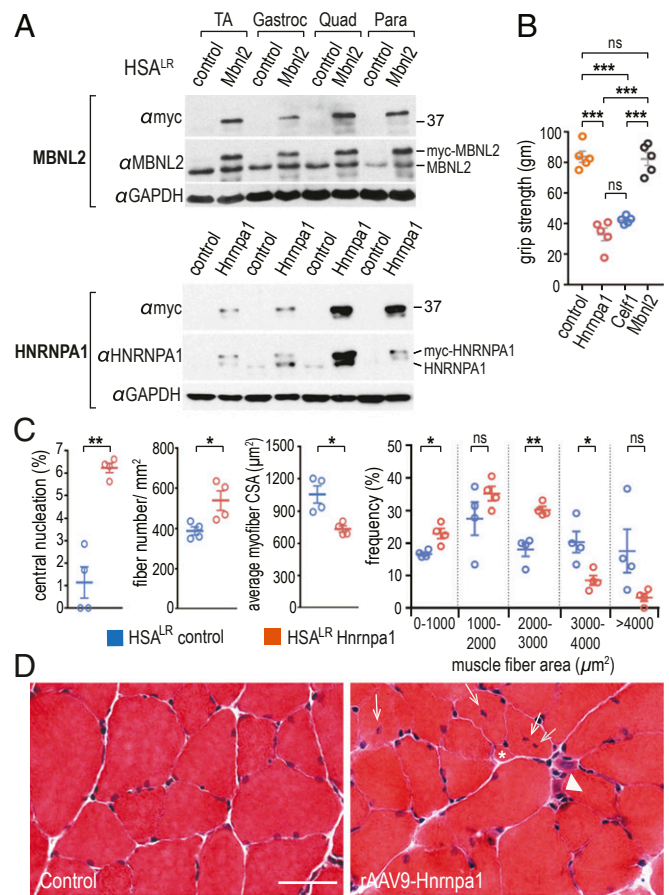 A
TA Gastroc Quad Para
HSALR
control Mbnl2 control Mbnl2 control Mbnl2 control Mbnl2
MBNL2
αmyc
37
αMBNL2
myc-MBNL2
MBNL2
αGAPDH
control Hnrnpa1 control Hnrnpa1 control Hnrnpa1 control Hnrnpa1
HNRNPA1
αmyc
37
αHNRNPA1
myc-HNRNPA1
HNRNPA1
αGAPDH
B
ns
***
***
*** ***
ns
grip strength (gm)
100
80
60
40
20
0
control Hnrnpa1 Celf1 Mbnl2
C
**
central nucleation (%)
7
6
5
4
3
2
1
0
*
fiber number/ mm²
800
600
400
200
0
*
average myofiber CSA (µm²)
1500
1200
900
600
300
0
* ns ** * ns
frequency (%)
50
40
30
20
10
0
0-1000 1000-2000 2000-3000 3000-4000 >4000
muscle fiber area (µm²)
HSALR control HSALR Hnrnpa1
D
Control
*
rAAV9-Hnrnpa1